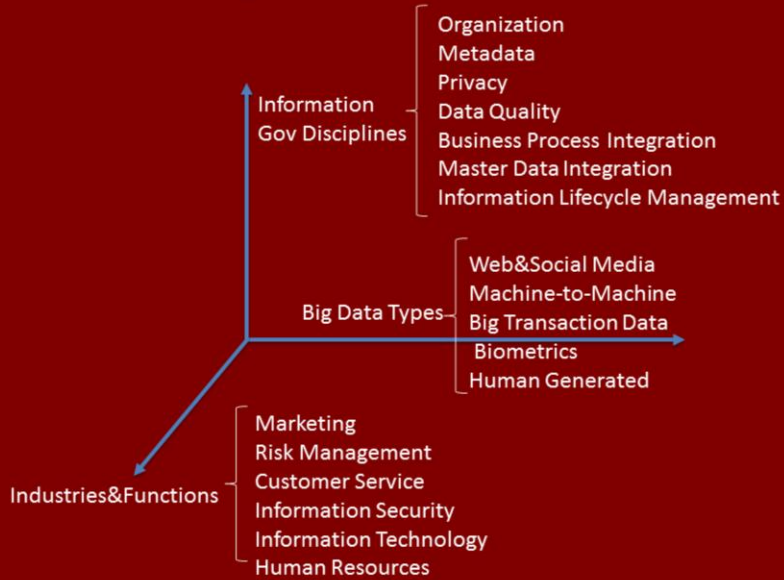 Organization
Metadata
Privacy
Information
Gov Disciplines
Data Quality
Business Process Integration
Master Data Integration
Information Lifecycle Management
Web&Social Media
Machine-to-Machine
Big Data Types
Big Transaction Data
Biometrics
Human Generated
Marketing
Risk Management
Customer Service
Industries&Functions
Information Security
Information Technology
Human Resources